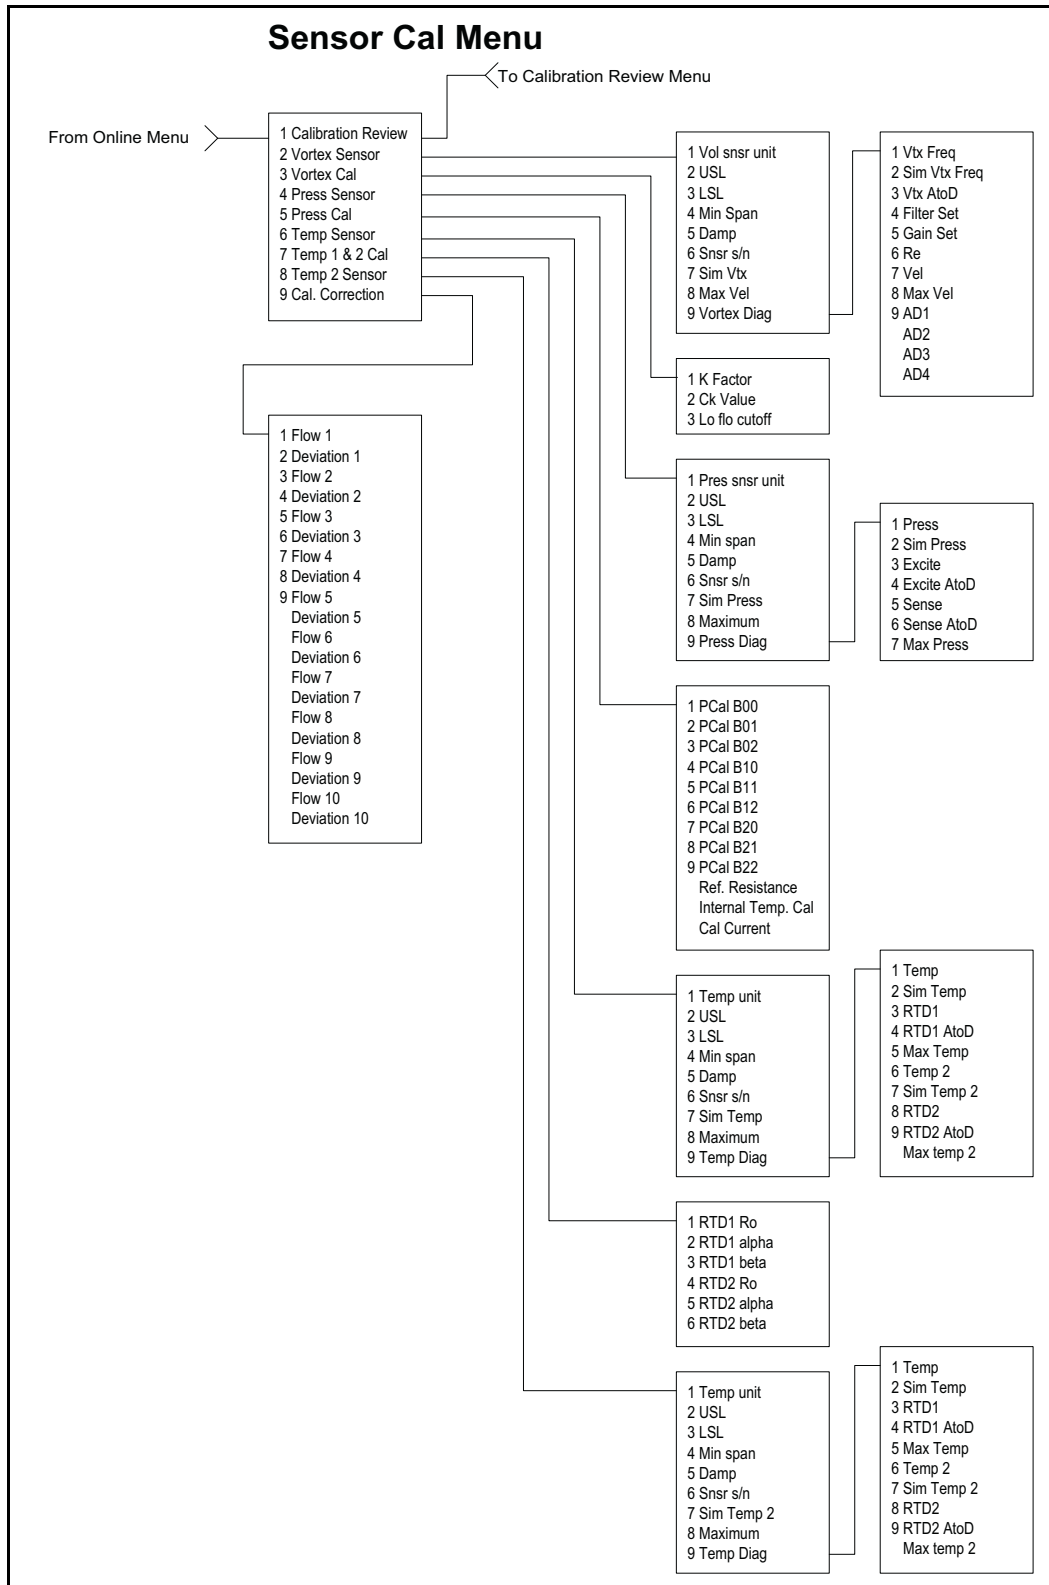 Sensor Cal Menu
To Calibration Review Menu
From Online Menu
1 Calibration Review
2 Vortex Sensor
3 Vortex Cal
4 Press Sensor
5 Press Cal
6 Temp Sensor
7 Temp 1 & 2 Cal
8 Temp 2 Sensor
9 Cal. Correction
1 Flow 1
2 Deviation 1
3 Flow 2
4 Deviation 2
5 Flow 3
6 Deviation 3
7 Flow 4
8 Deviation 4
9 Flow 5
Deviation 5
Flow 6
Deviation 6
Flow 7
Deviation 7
Flow 8
Deviation 8
Flow 9
Deviation 9
Flow 10
Deviation 10
1 Vol snsr unit
2 USL
3 LSL
4 Min Span
5 Damp
6 Snsr s/n
7 Sim Vtx
8 Max Vel
9 Vortex Diag
1 Vtx Freq
2 Sim Vtx Freq
3 Vtx AtoD
4 Filter Set
5 Gain Set
6 Re
7 Vel
8 Max Vel
9 AD1
AD2
AD3
AD4
1 K Factor
2 Ck Value
3 Lo flo cutoff
1 Pres snsr unit
2 USL
3 LSL
4 Min span
5 Damp
6 Snsr s/n
7 Sim Press
8 Maximum
9 Press Diag
1 Press
2 Sim Press
3 Excite
4 Excite AtoD
5 Sense
6 Sense AtoD
7 Max Press
1 PCal B00
2 PCal B01
3 PCal B02
4 PCal B10
5 PCal B11
6 PCal B12
7 PCal B20
8 PCal B21
9 PCal B22
Ref. Resistance
Internal Temp. Cal
Cal Current
1 Temp unit
2 USL
3 LSL
4 Min span
5 Damp
6 Snsr s/n
7 Sim Temp
8 Maximum
9 Temp Diag
1 Temp
2 Sim Temp
3 RTD1
4 RTD1 AtoD
5 Max Temp
6 Temp 2
7 Sim Temp 2
8 RTD2
9 RTD2 AtoD
Max temp 2
1 RTD1 Ro
2 RTD1 alpha
3 RTD1 beta
4 RTD2 Ro
5 RTD2 alpha
6 RTD2 beta
1 Temp unit
2 USL
3 LSL
4 Min span
5 Damp
6 Snsr s/n
7 Sim Temp 2
8 Maximum
9 Temp Diag
1 Temp
2 Sim Temp
3 RTD1
4 RTD1 AtoD
5 Max Temp
6 Temp 2
7 Sim Temp 2
8 RTD2
9 RTD2 AtoD
Max temp 2